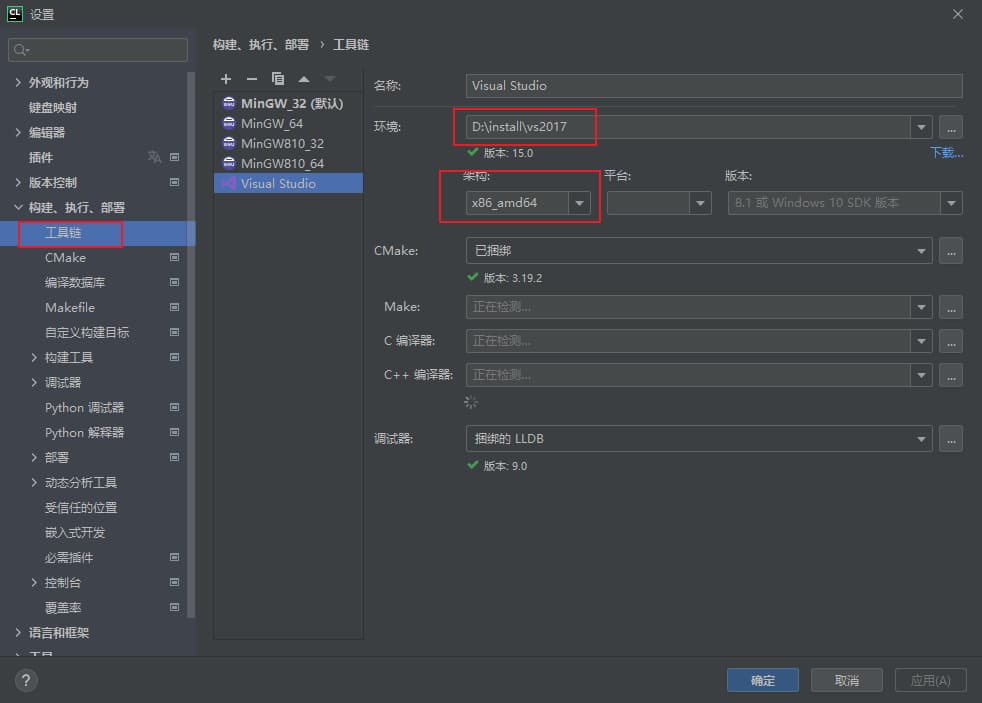 CL 设置
构建、执行、部署 › 工具链
外观和行为
键盘映射
编辑器
插件
版本控制
构建、执行、部署
工具链
CMake
编译数据库
Makefile
自定义构建目标
构建工具
调试器
Python 调试器
Python 解释器
部署
动态分析工具
受信任的位置
嵌入式开发
必需插件
控制台
覆盖率
语言和框架
工具
MinGW_32 (默认)
MinGW_64
MinGW810_32
MinGW810_64
Visual Studio
名称: Visual Studio
环境: D:\install\vs2017 ...
版本: 15.0 下载...
架构: 平台: 版本:
x86_amd64 8.1 或 Windows 10 SDK 版本
CMake: 已捆绑 ...
版本: 3.19.2
Make: 正在检测... ...
C 编译器: 正在检测... ...
C++ 编译器: 正在检测... ...
调试器: 捆绑的 LLDB ...
版本: 9.0
? 确定 取消 应用(A)